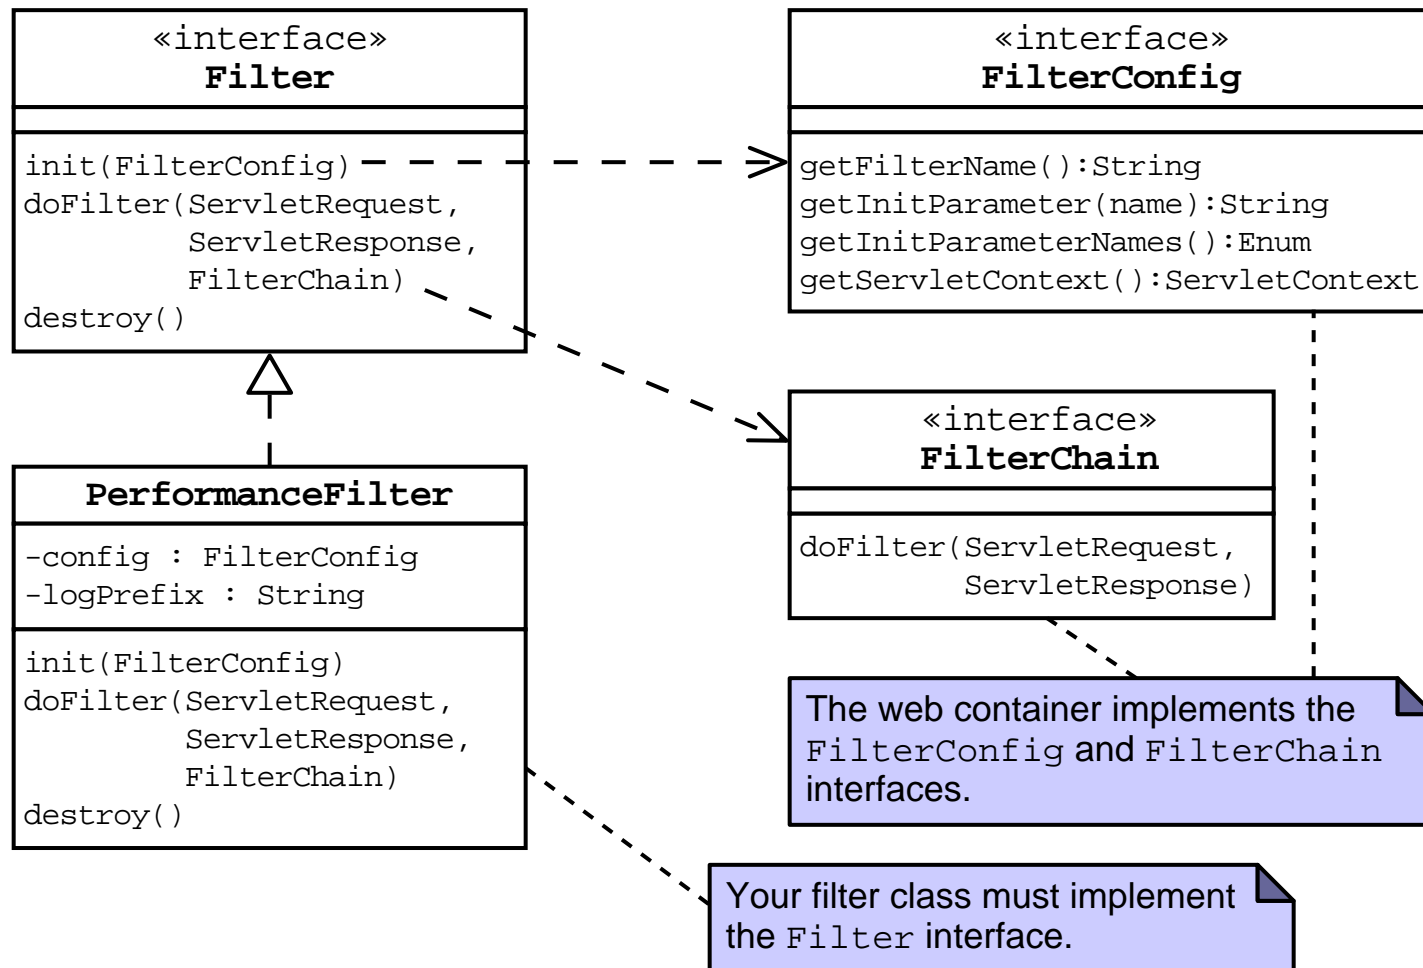 «interface»
Filter
init(FilterConfig)
doFilter(ServletRequest,
ServletResponse,
FilterChain)
destroy()
«interface»
FilterConfig
getFilterName():String
getInitParameter(name):String
getInitParameterNames():Enum
getServletContext():ServletContext
«interface»
FilterChain
doFilter(ServletRequest,
ServletResponse)
PerformanceFilter
-config : FilterConfig
-logPrefix : String
init(FilterConfig)
doFilter(ServletRequest,
ServletResponse,
FilterChain)
destroy()
The web container implements the
FilterConfig and FilterChain
interfaces.
Your filter class must implement
the Filter interface.